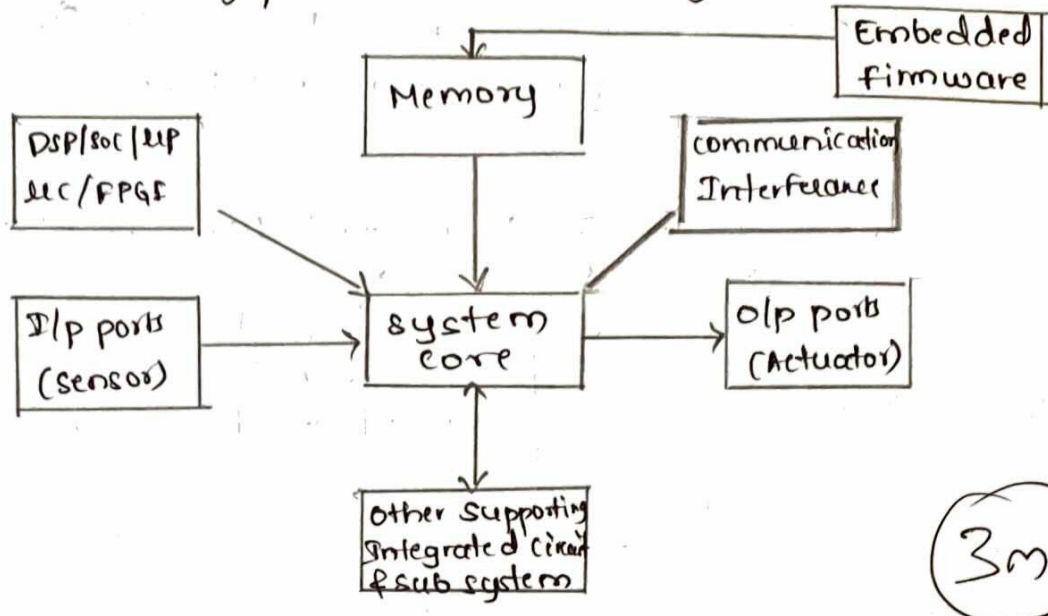 Embedded
firmware
Memory
DSP/SOC/µP
µC/FPGA
communication
Interferance
I/p ports
(sensor)
system
core
O/p ports
(Actuator)
Other supporting
Integrated circuit
& sub system
3m